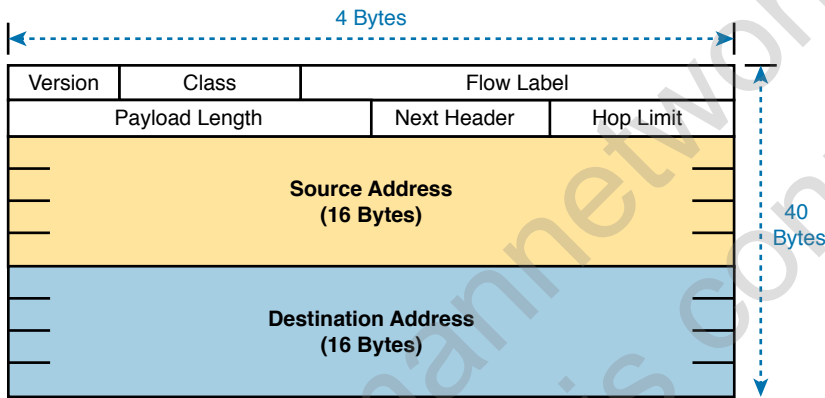 4 Bytes
Version Class Flow Label
Payload Length Next Header Hop Limit
Source Address
(16 Bytes)
40
Bytes
Destination Address
(16 Bytes)